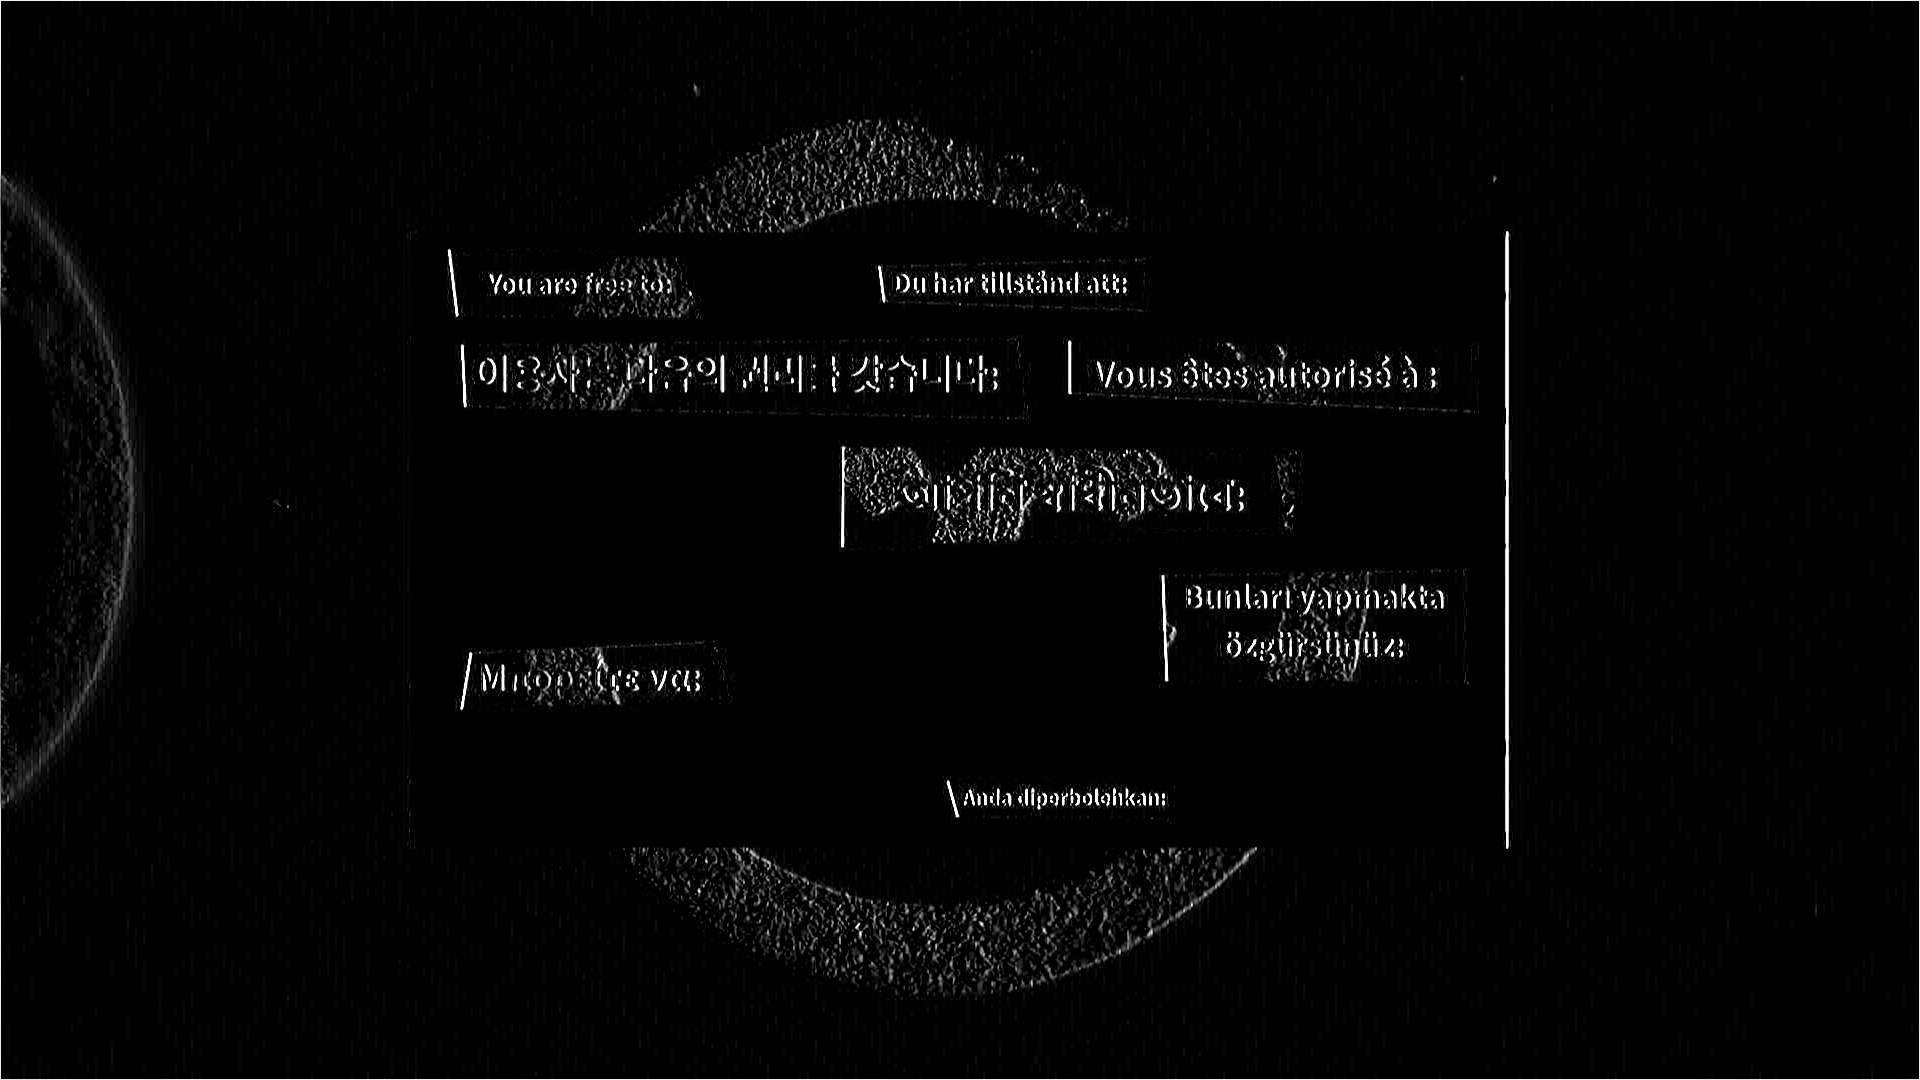 You are free to:
Du har tillstånd att:
이용자는 다음의 권리를 갖습니다:
Vous êtes autorisé à :
আপনি স্বাধীনভাবে:
Bunları yapmakta
özgürsünüz:
Μπορείτε να:
Anda diperbolehkan: